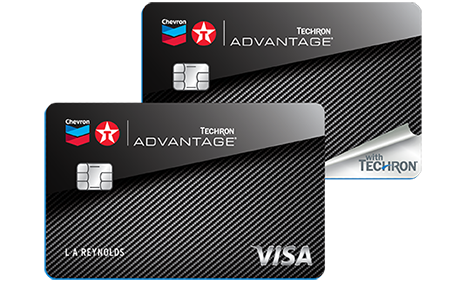 Chevron
TECHRON
ADVANTAGE®
with
TECHRON
Chevron
TECHRON
ADVANTAGE®
L A REYNOLDS
VISA